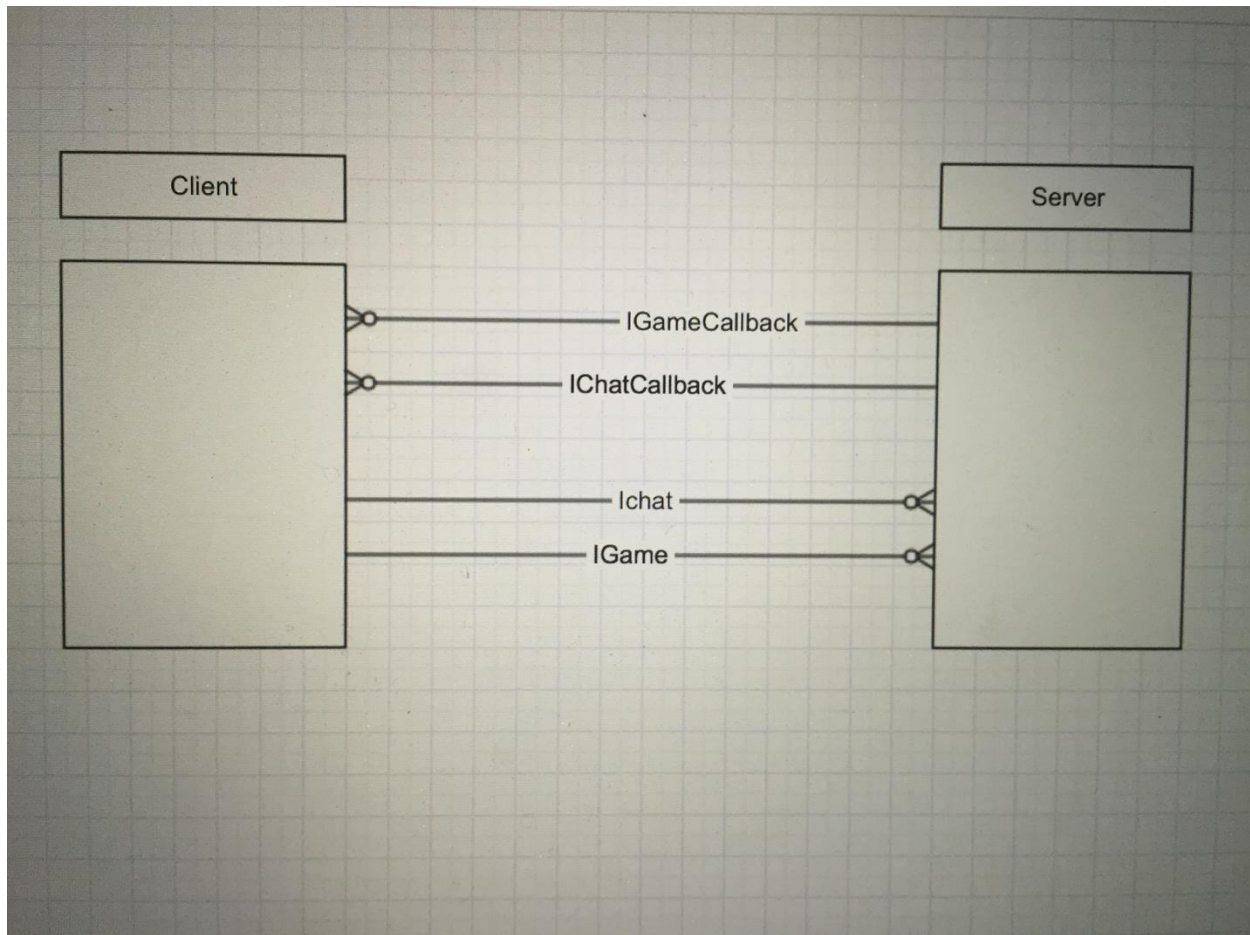 Client
Server
IGameCallback
IChatCallback
Ichat
IGame